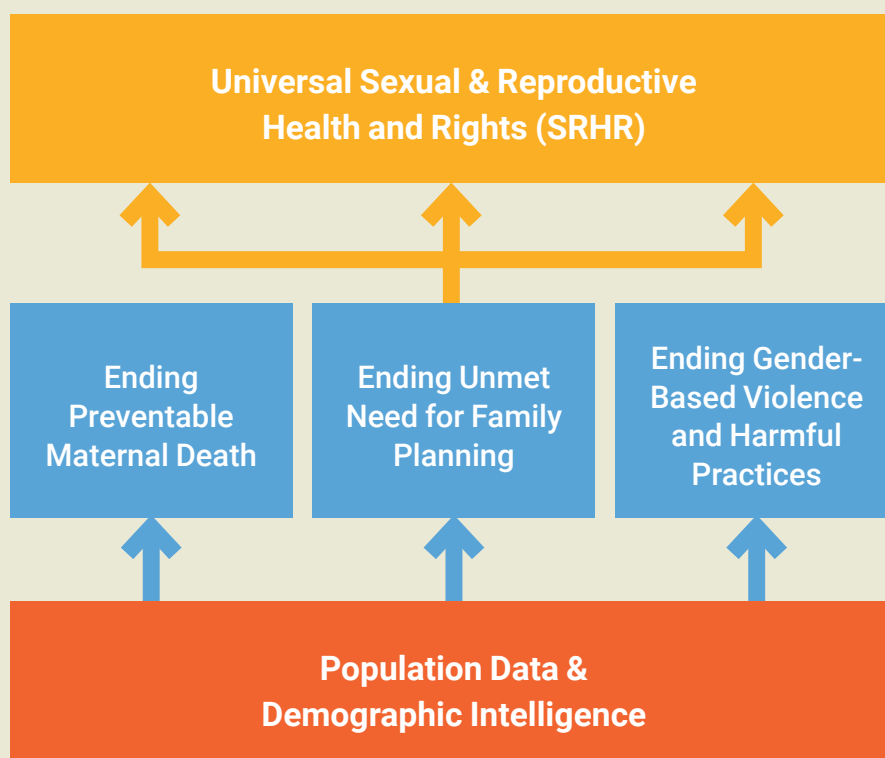 Universal Sexual & Reproductive
Health and Rights (SRHR)
Ending
Preventable
Maternal Death
Ending Unmet
Need for Family
Planning
Ending Gender-
Based Violence
and Harmful
Practices
Population Data &
Demographic Intelligence